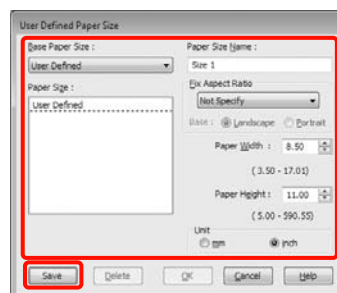 User Defined Paper Size
Base Paper Size :
User Defined
Paper Size :
User Defined
Paper Size Name :
Size 1
Fix Aspect Ratio
Not Specify
Base : Landscape Portrait
Paper Width : 8.50
( 3.50 - 17.01)
Paper Height : 11.00
( 5.00 - 590.55)
Unit
mm inch
Save Delete OK Cancel Help